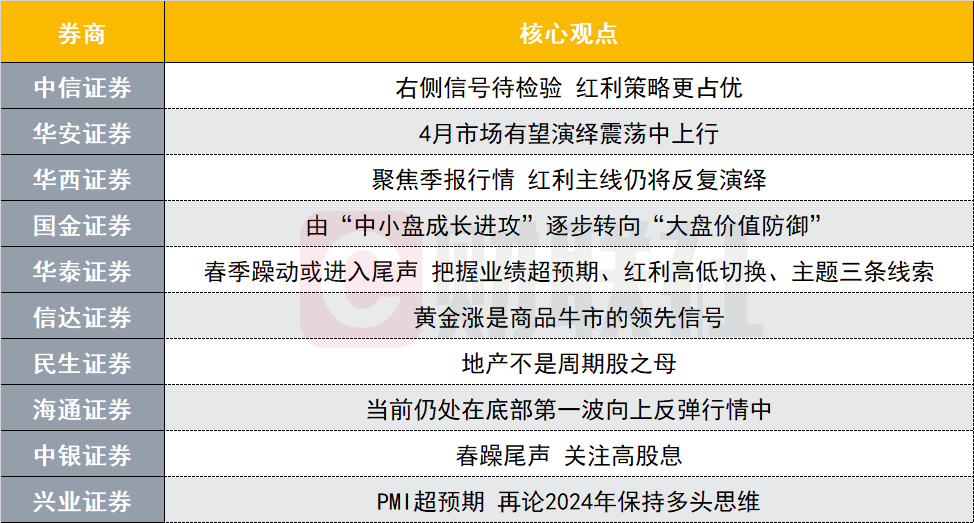 券商 核心观点
中信证券 右侧信号待检验 红利策略更占优
华安证券 4月市场有望演绎震荡中上行
华西证券 聚焦季报行情 红利主线仍将反复演绎
国金证券 由“中小盘成长进攻”逐步转向“大盘价值防御”
华泰证券 春季躁动或进入尾声 把握业绩超预期、红利高低切换、主题三条线索
信达证券 黄金涨是商品牛市的领先信号
民生证券 地产不是周期股之母
海通证券 当前仍处在底部第一波向上反弹行情中
中银证券 春躁尾声 关注高股息
兴业证券 PMI超预期 再论2024年保持多头思维
财联社